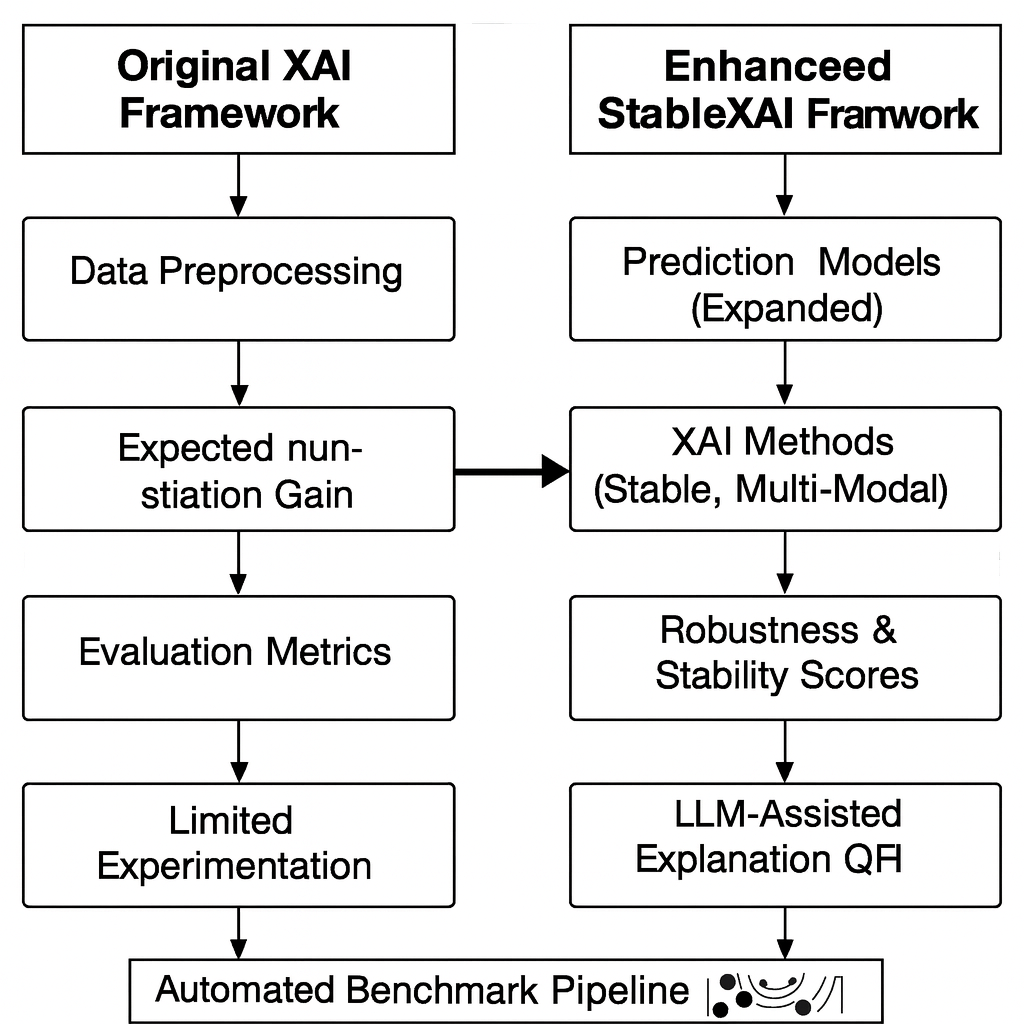 Original XAI
Framework
Data Preprocessing
Expected nun-
stiation Gain
Evaluation Metrics
Limited
Experimentation
Enhanceed
StableXAI Framwork
Prediction Models
(Expanded)
XAI Methods
(Stable, Multi-Modal)
Robustness &
Stability Scores
LLM-Assisted
Explanation
Automated Benchmark Pipeline